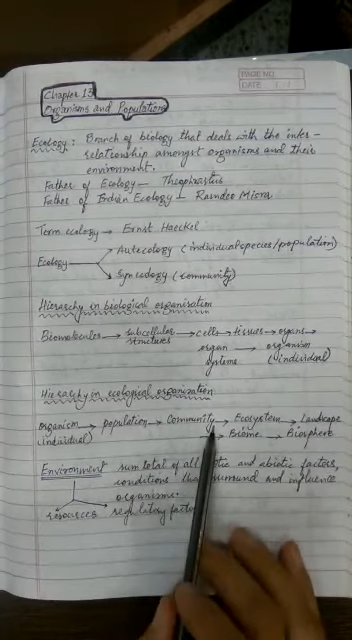 PAGE NO.
DATE
Chapter 13
Organisms and Populations
Ecology: Branch of biology that deals with the inter-
relationship amongst organisms and their
environment.
Father of Ecology - Theophrastus
Father of Indian Ecology - Ramdeo Misra
Term ecology → Ernst Haeckel
Autecology (individual species/population)
Ecology
Synecology (community)
Hierarchy in biological organisation
Biomolecules → subcellular → cells → tissues → organs →
structures
organ → organism
systems (individual)
Hierarchy in ecological organization
Organism → population → Community → Ecosystem → Landscape
(individual) → Biome → Biosphere
Environment sum total of all biotic and abiotic factors,
conditions that surround and influence
organisms.
resources regulatory